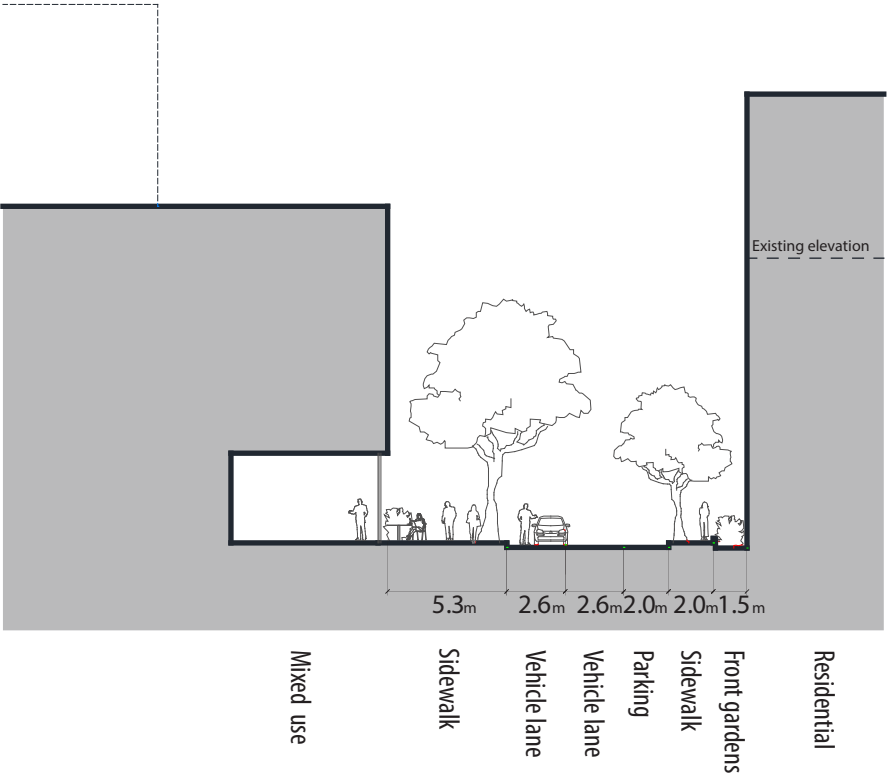 Existing elevation
5.3m 2.6m 2.6m 2.0m 2.0m 1.5m
Mixed use
Sidewalk
Vehicle lane
Vehicle lane
Parking
Sidewalk
Front gardens
Residential